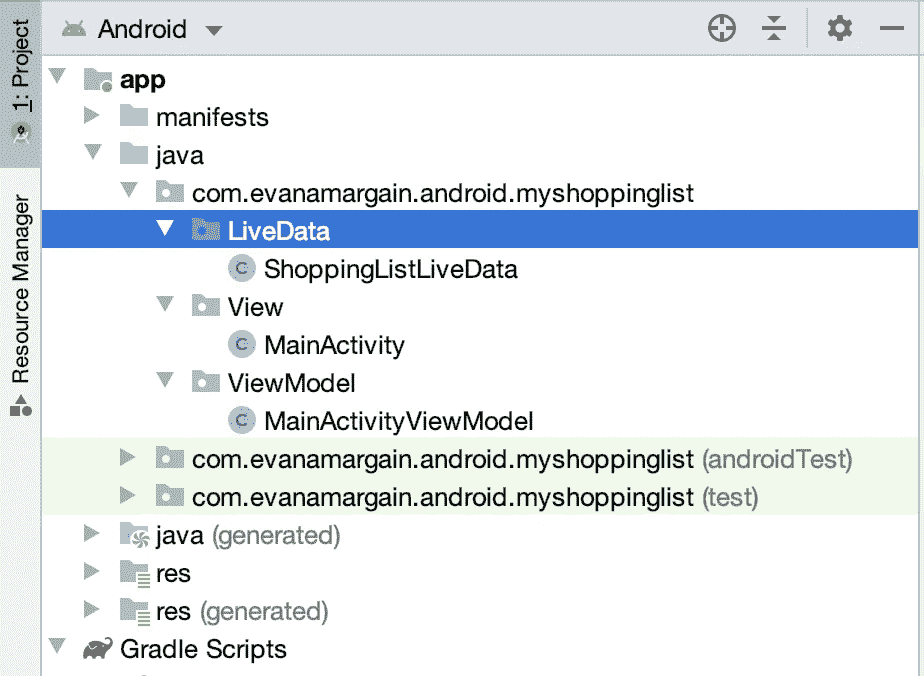 Android
1: Project
Resource Manager
app
manifests
java
com.evanamargain.android.myshoppinglist
LiveData
C ShoppingListLiveData
View
C MainActivity
ViewModel
C MainActivityViewModel
com.evanamargain.android.myshoppinglist (androidTest)
com.evanamargain.android.myshoppinglist (test)
java (generated)
res
res (generated)
Gradle Scripts